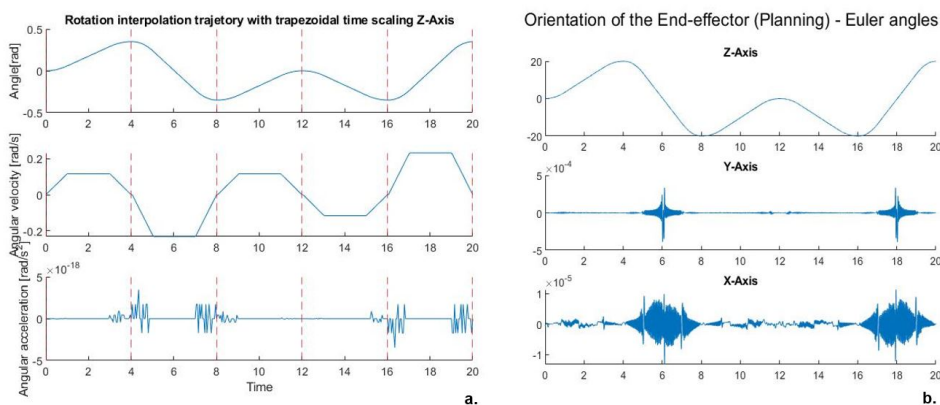 Rotation interpolation trajetory with trapezoidal time scaling Z-Axis
Angle[rad]
0.5
0
-0.5
0 2 4 6 8 10 12 14 16 18 20
Angular velocity [rad/s]
0.2
0
-0.2
0 2 4 6 8 10 12 14 16 18 20
Angular acceleration [rad/s²]
×10⁻¹⁸
5
0
-5
0 2 4 6 8 10 12 14 16 18 20
Time
a.
Orientation of the End-effector (Planning) - Euler angles
Z-Axis
20
0
-20
0 2 4 6 8 10 12 14 16 18 20
Y-Axis
×10⁻⁴
5
0
-5
0 2 4 6 8 10 12 14 16 18 20
X-Axis
×10⁻⁵
1
0
-1
0 2 4 6 8 10 12 14 16 18 20
b.